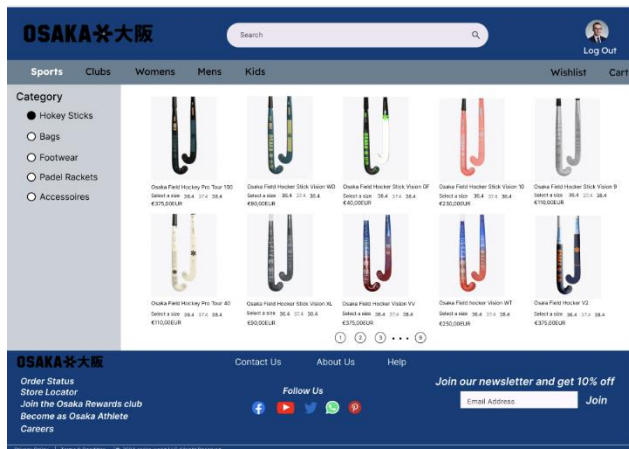 OSAKA大阪
Search
Log Out
Sports Clubs Womens Mens Kids Wishlist Cart
Category
Hokey Sticks
Bags
Footwear
Padel Rackets
Accessoires
Osaka Field Hockey Pro Tour 100
Select a size 36.4 37.4 38.4
€375,00EUR
Osaka Field Hocker Stick Vision WD
Select a size 36.4 37.4 38.4
€90,00EUR
Osaka Field Hocker Stick Vision GF
Select a size 36.4 37.4 38.4
€40,00EUR
Osaka Field Hocker Stick Vision 10
Select a size 36.4 37.4 38.4
€230,00EUR
Osaka Field Hocker Stick Vision 9
Select a size 36.4 37.4 38.4
€110,00EUR
Osaka Field Hockey Pro Tour 40
Select a size 36.4 37.4 38.4
€110,00EUR
Osaka Field Hocker Stick Vision XL
Select a size 36.4 37.4 38.4
€90,00EUR
Osaka Field Hocker Vision VV
Select a size 36.4 37.4 38.4
€375,00EUR
Osaka Field hocker Vision WT
Select a size 36.4 37.4 38.4
€250,00EUR
Osaka Field Hocker V2
Select a size 36.4 37.4 38.4
€375,00EUR
1 2 3 • • •
OSAKA大阪
Contact Us About Us Help
Order Status
Store Locator
Join the Osaka Rewards club
Become as Osaka Athlete
Careers
Follow Us
Join our newsletter and get 10% off
Email Address Join